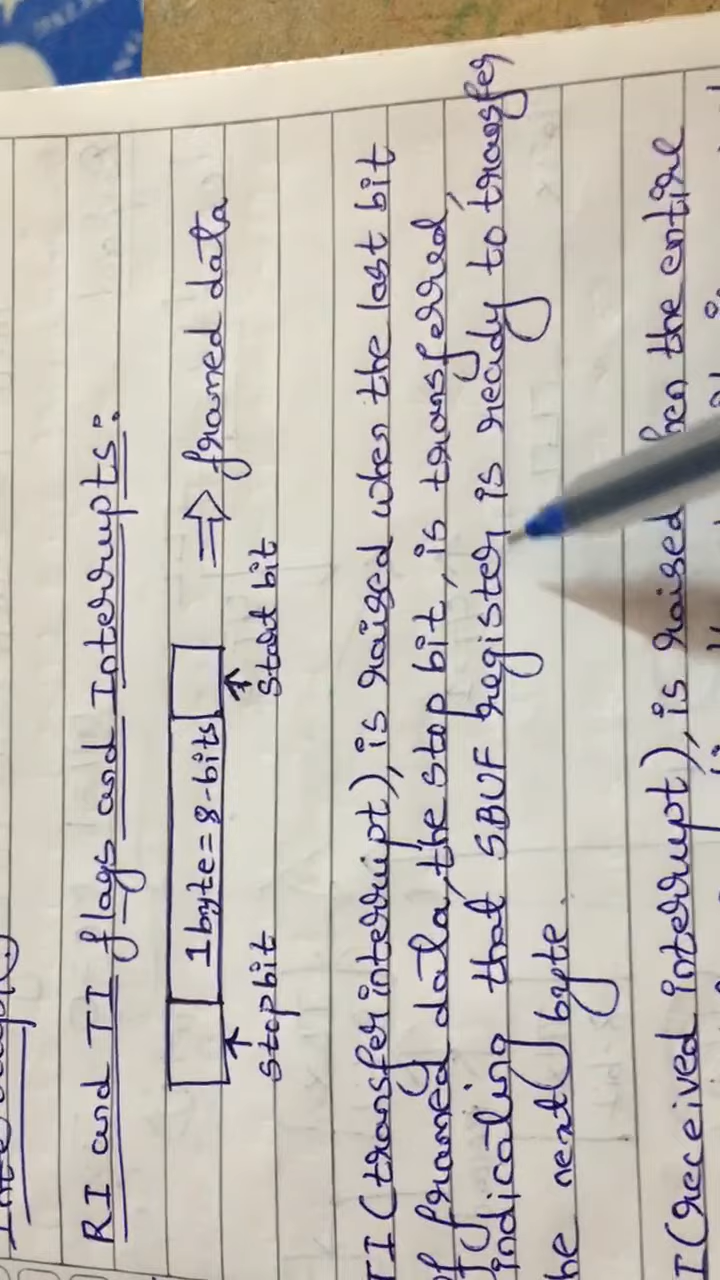 RI and TI flags and Interrupts:
1 byte = 8-bits ⇒ framed data
stop bit start bit
TI (transfer interrupt), is raised when the last bit
of framed data, the stop bit, is transferred,
indicating that SBUF register is ready to transfer
the next byte.
I (received interrupt), is raised when the entire